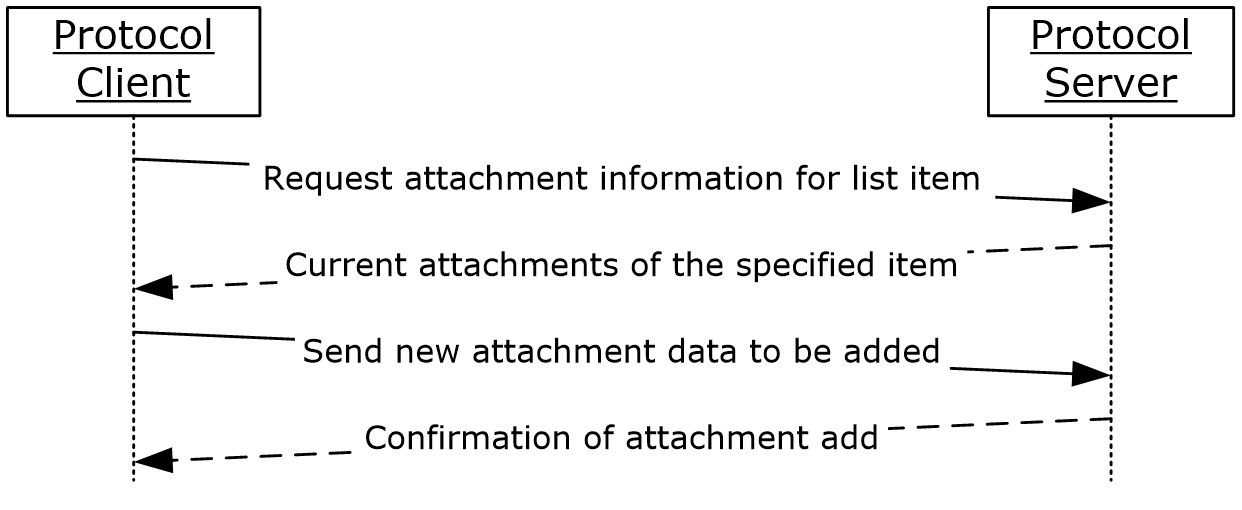 Protocol
Client
Protocol
Server
Request attachment information for list item
Current attachments of the specified item
Send new attachment data to be added
Confirmation of attachment add